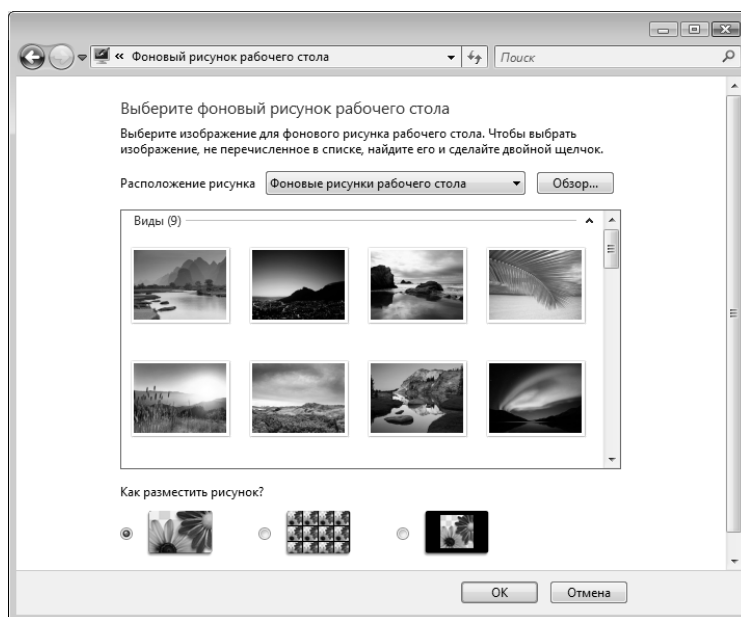 « Фоновый рисунок рабочего стола
Поиск
Выберите фоновый рисунок рабочего стола
Выберите изображение для фонового рисунка рабочего стола. Чтобы выбрать
изображение, не перечисленное в списке, найдите его и сделайте двойной щелчок.
Расположение рисунка Фоновые рисунки рабочего стола Обзор...
Виды (9)
Как разместить рисунок?
ОК Отмена